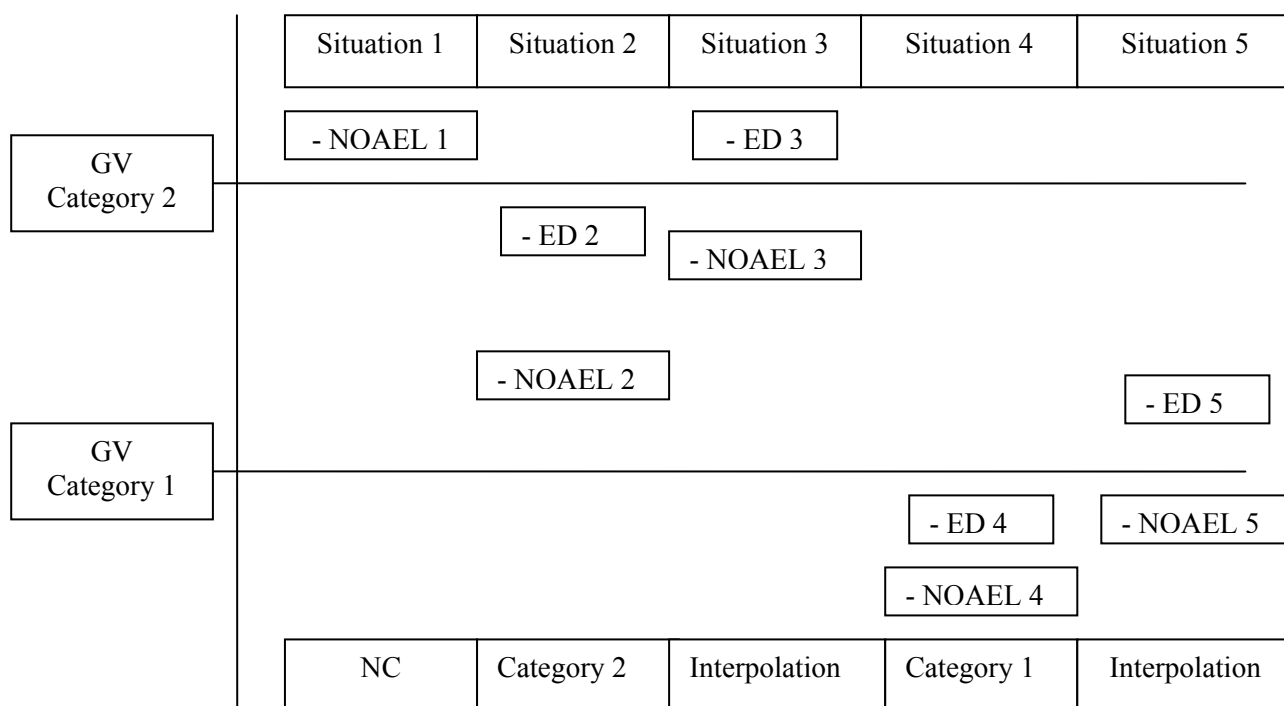 Situation 1
Situation 2
Situation 3
Situation 4
Situation 5
- NOAEL 1
- ED 3
GV
Category 2
- ED 2
- NOAEL 3
- NOAEL 2
- ED 5
GV
Category 1
- ED 4
- NOAEL 5
- NOAEL 4
NC
Category 2
Interpolation
Category 1
Interpolation